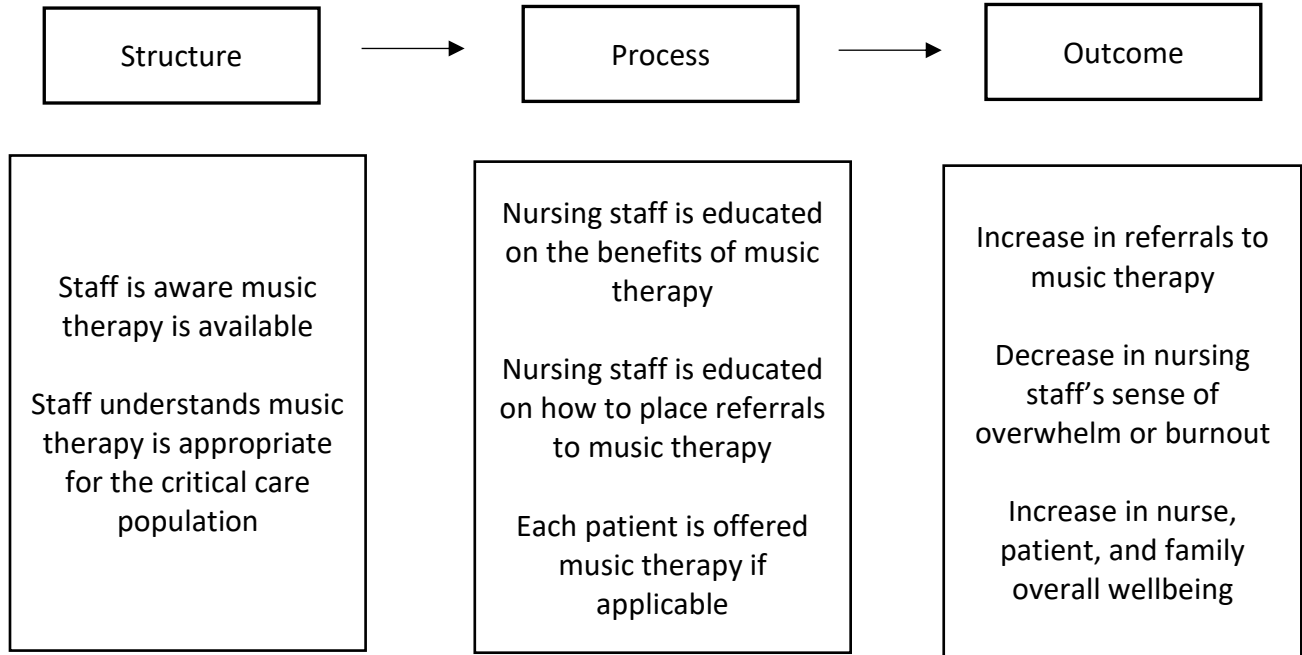 Structure
Process
Outcome
Staff is aware music
therapy is available
Staff understands music
therapy is appropriate
for the critical care
population
Nursing staff is educated
on the benefits of music
therapy
Nursing staff is educated
on how to place referrals
to music therapy
Each patient is offered
music therapy if
applicable
Increase in referrals to
music therapy
Decrease in nursing
staff’s sense of
overwhelm or burnout
Increase in nurse,
patient, and family
overall wellbeing